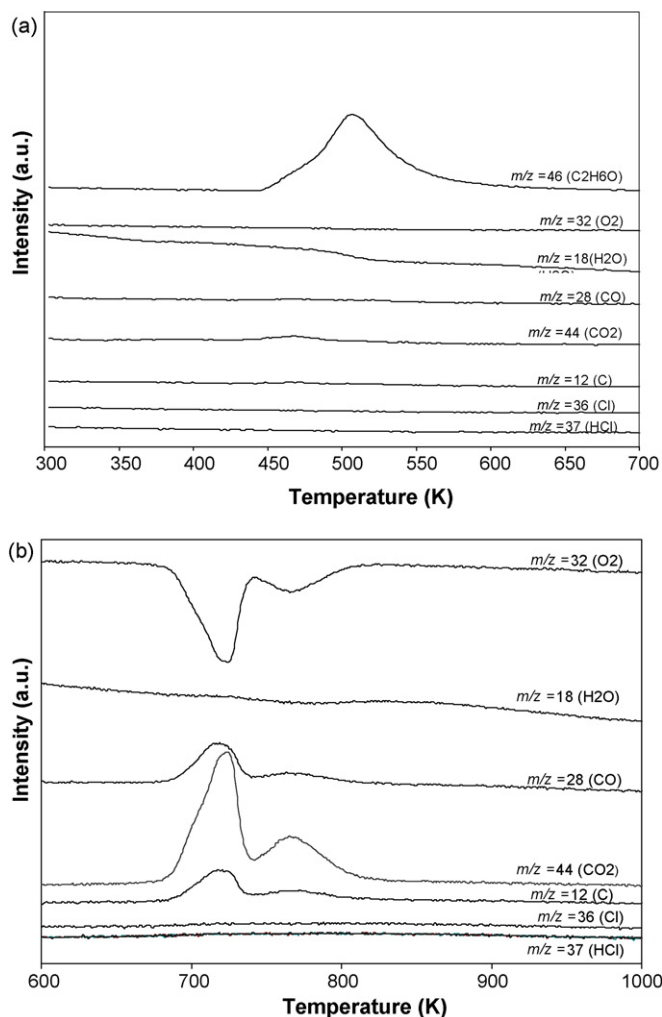 (a)
Intensity (a.u.)
m/z =46 (C2H6O)
m/z =32 (O2)
m/z =18(H2O)
m/z =28 (CO)
m/z =44 (CO2)
m/z =12 (C)
m/z =36 (Cl)
m/z =37 (HCl)
300 350 400 450 500 550 600 650 700
Temperature (K)
(b)
Intensity (a.u.)
m/z =32 (O2)
m/z =18 (H2O)
m/z =28 (CO)
m/z =44 (CO2)
m/z =12 (C)
m/z =36 (Cl)
m/z =37 (HCl)
600 700 800 900 1000
Temperature (K)